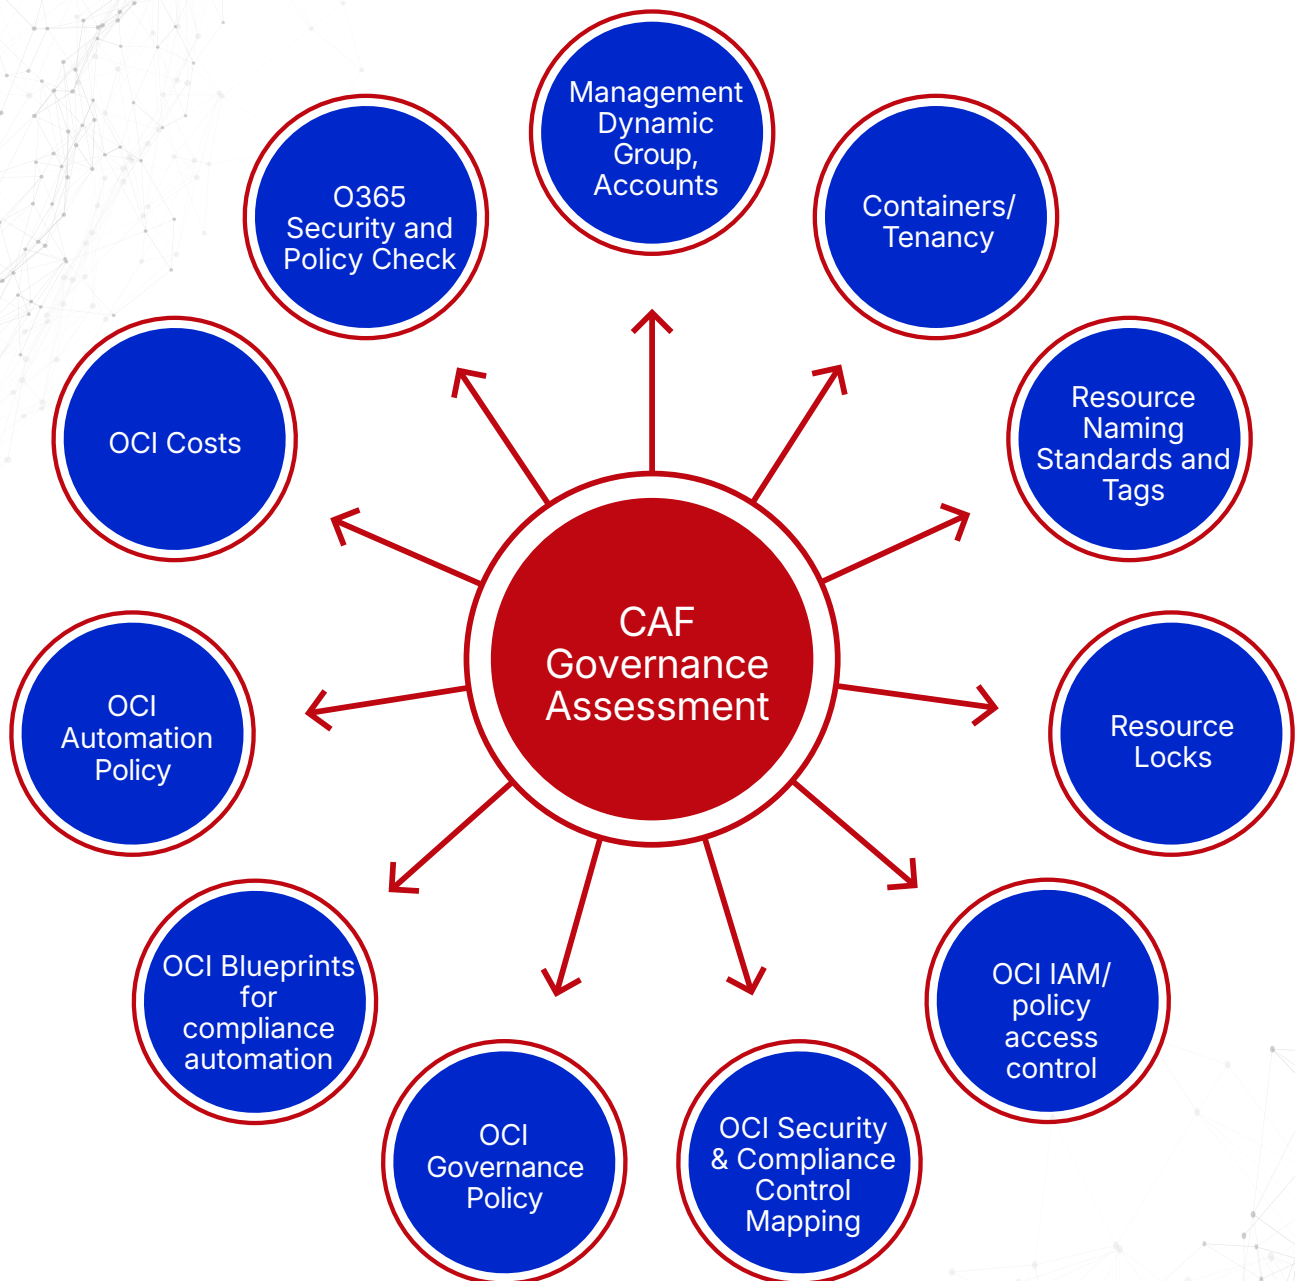 Management
Dynamic
Group,
Accounts
O365
Security and
Policy Check
Containers/
Tenancy
OCI Costs
Resource
Naming
Standards and
Tags
CAF
Governance
Assessment
OCI
Automation
Policy
Resource
Locks
OCI Blueprints
for
compliance
automation
OCI IAM/
policy
access
control
OCI
Governance
Policy
OCI Security
& Compliance
Control
Mapping